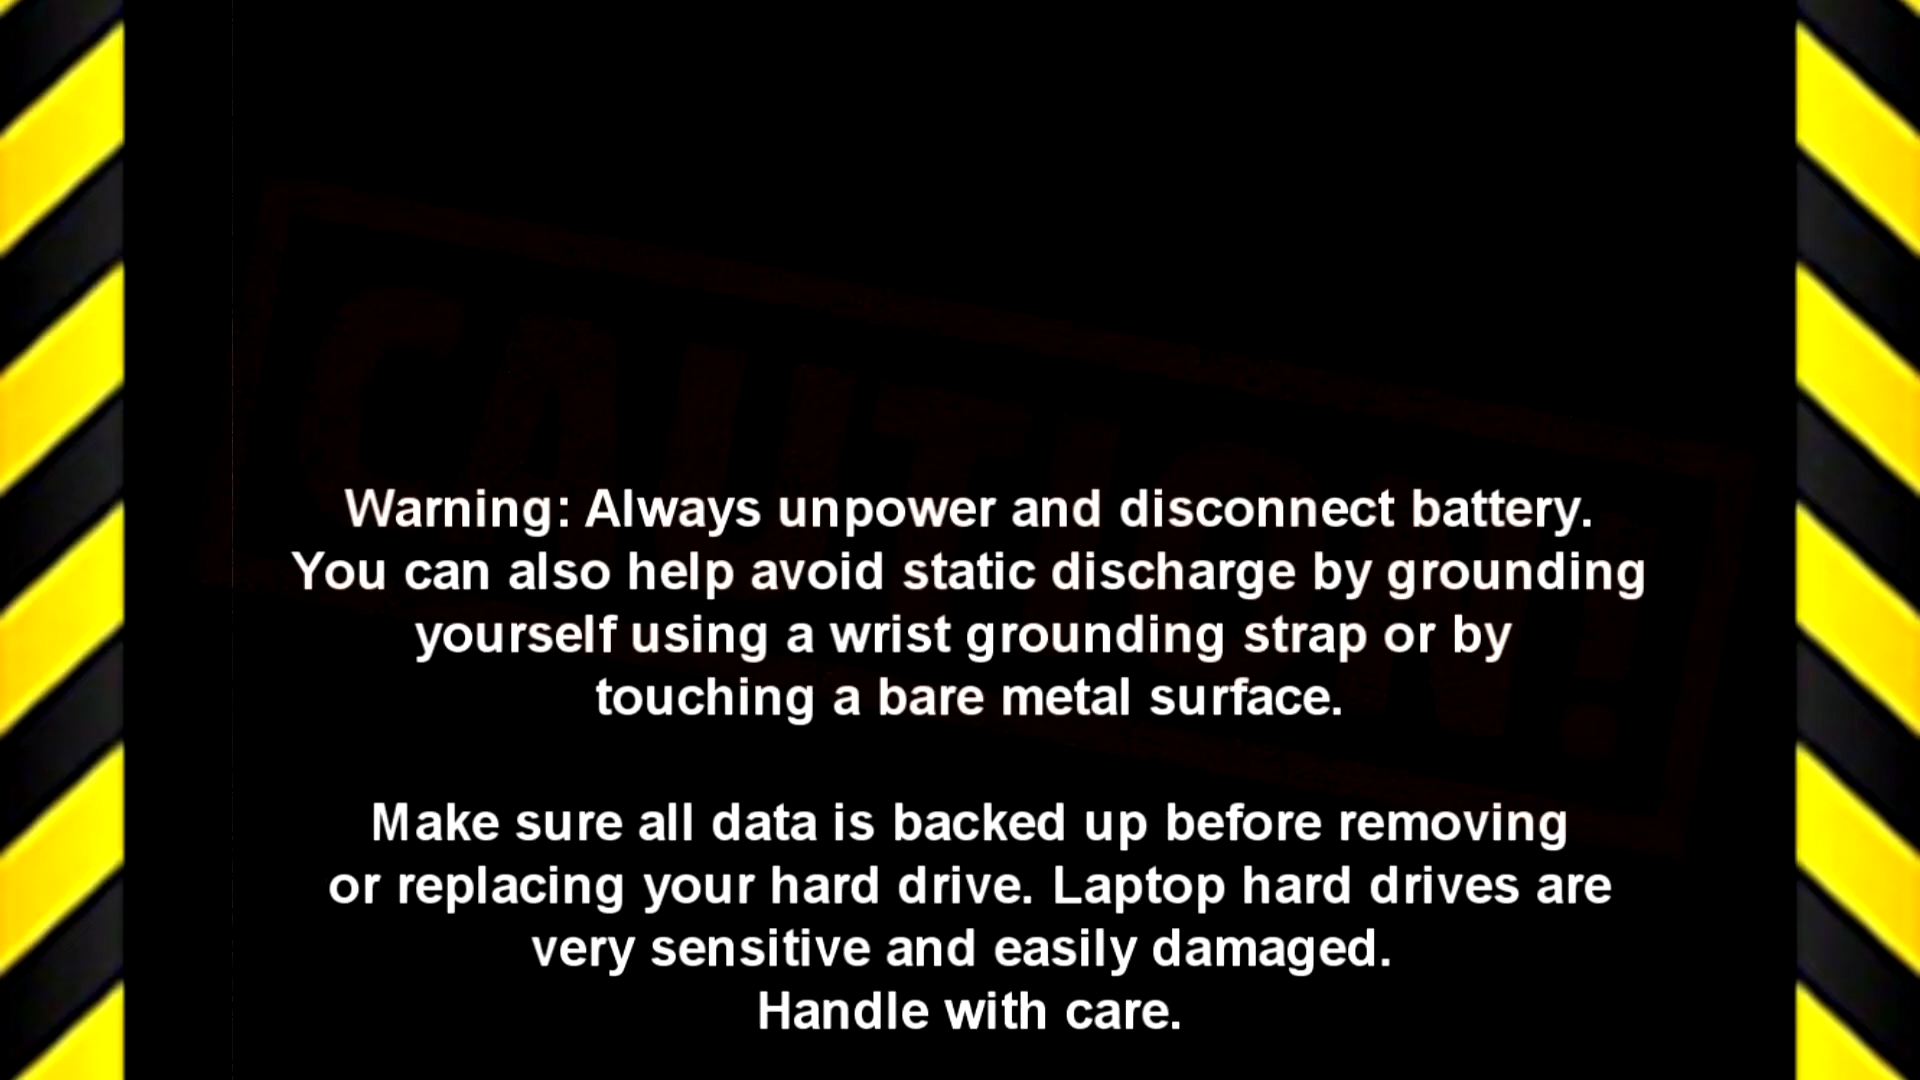 CAUTION!
Warning: Always unpower and disconnect battery.
You can also help avoid static discharge by grounding
yourself using a wrist grounding strap or by
touching a bare metal surface.
Make sure all data is backed up before removing
or replacing your hard drive. Laptop hard drives are
very sensitive and easily damaged.
Handle with care.